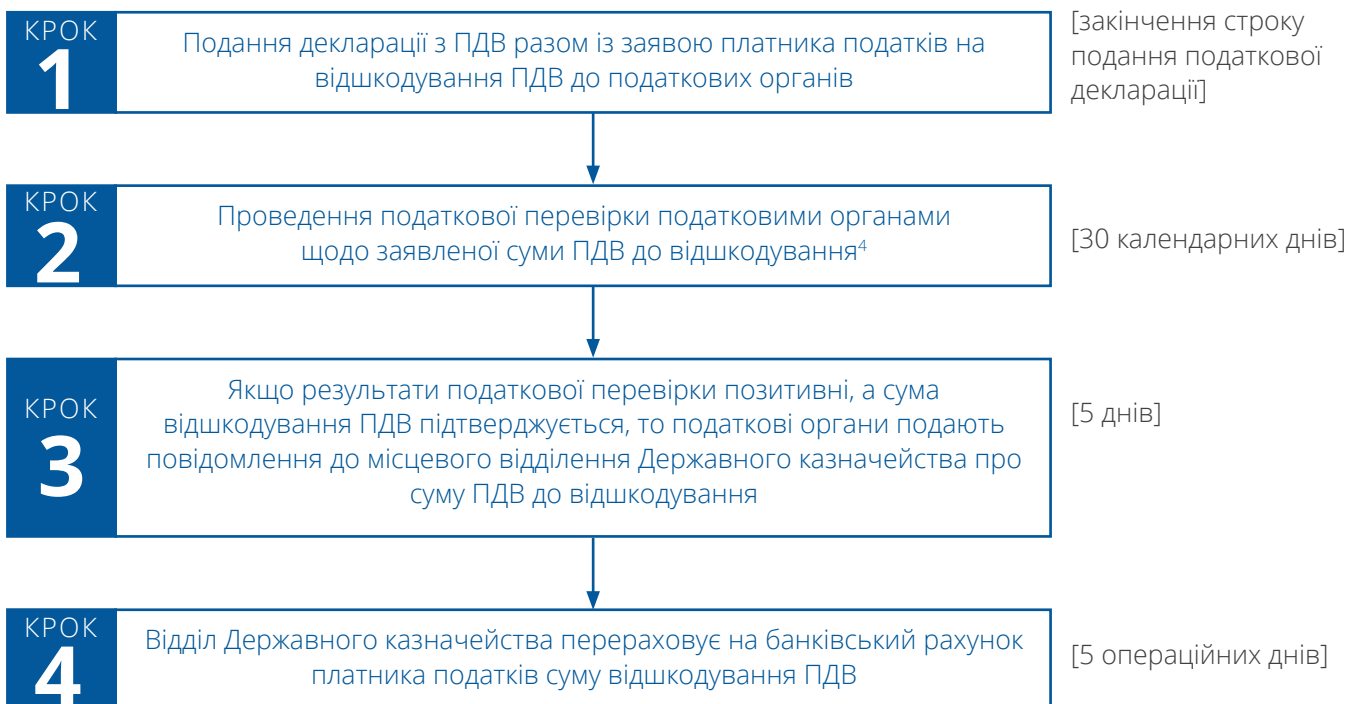 КРОК
1
Подання декларації з ПДВ разом із заявою платника податків на
відшкодування ПДВ до податкових органів
[закінчення строку
подання податкової
декларації]
КРОК
2
Проведення податкової перевірки податковими органами
щодо заявленої суми ПДВ до відшкодування⁴
[30 календарних днів]
КРОК
3
Якщо результати податкової перевірки позитивні, а сума
відшкодування ПДВ підтверджується, то податкові органи подають
повідомлення до місцевого відділення Державного казначейства про
суму ПДВ до відшкодування
[5 днів]
КРОК
4
Відділ Державного казначейства перераховує на банківський рахунок
платника податків суму відшкодування ПДВ
[5 операційних днів]